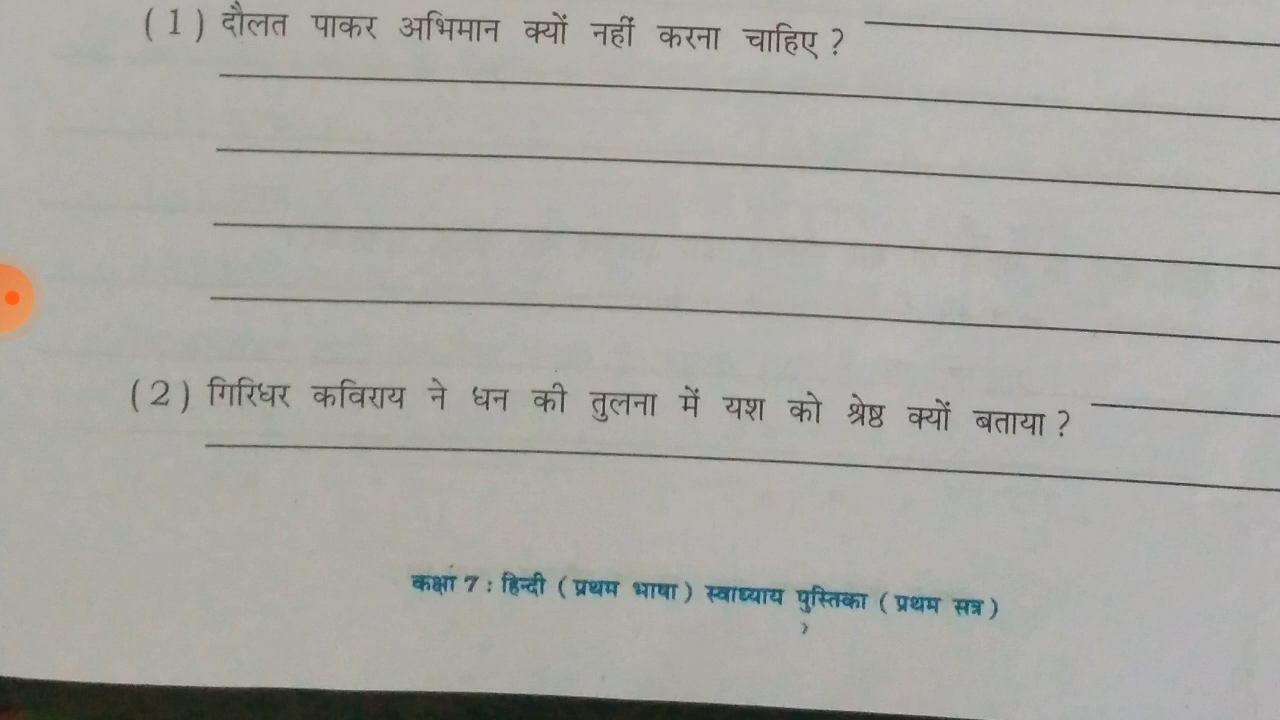 ( 1 ) दौलत पाकर अभिमान क्यों नहीं करना चाहिए ?
( 2 ) गिरिधर कविराय ने धन की तुलना में यश को श्रेष्ठ क्यों बताया ?
कक्षा 7 : हिन्दी ( प्रथम भाषा ) स्वाध्याय पुस्तिका ( प्रथम सत्र )